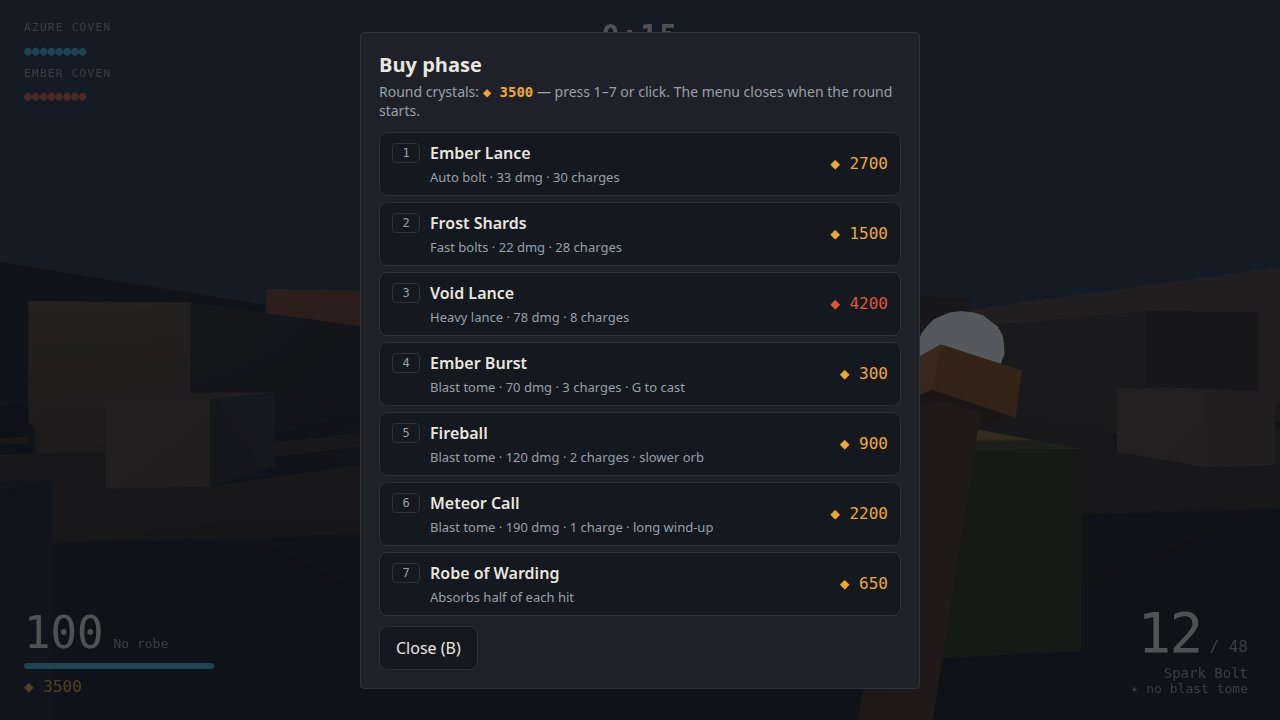 AZURE COVEN
EMBER COVEN
0:15
Buy phase
Round crystals: ◆ 3500 — press 1–7 or click. The menu closes when the round
starts.
1 Ember Lance ◆ 2700
Auto bolt · 33 dmg · 30 charges
2 Frost Shards ◆ 1500
Fast bolts · 22 dmg · 28 charges
3 Void Lance ◆ 4200
Heavy lance · 78 dmg · 8 charges
4 Ember Burst ◆ 300
Blast tome · 70 dmg · 3 charges · G to cast
5 Fireball ◆ 900
Blast tome · 120 dmg · 2 charges · slower orb
6 Meteor Call ◆ 2200
Blast tome · 190 dmg · 1 charge · long wind-up
7 Robe of Warding ◆ 650
Absorbs half of each hit
Close (B)
100 No robe
◆ 3500
12 / 48
Spark Bolt
✦ no blast tome